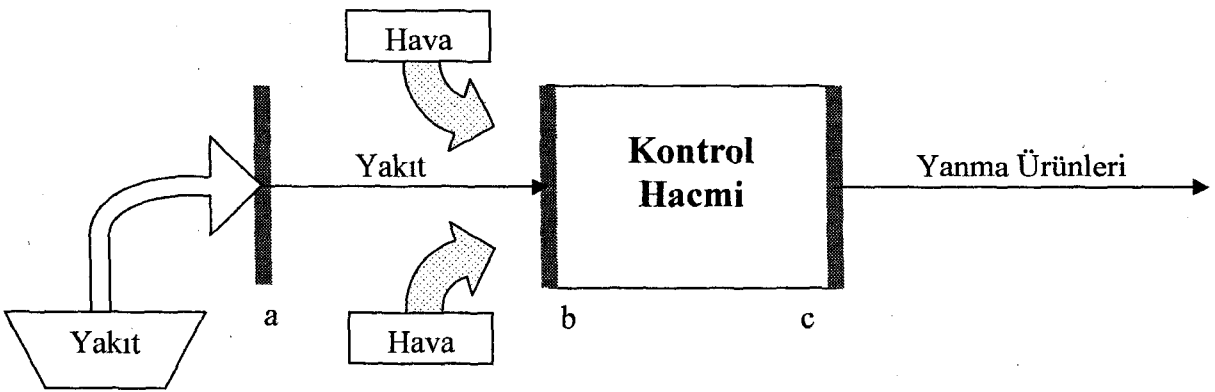 Hava
Yakıt
Kontrol
Hacmi
Yanma Ürünleri
a
b
c
Yakıt
Hava